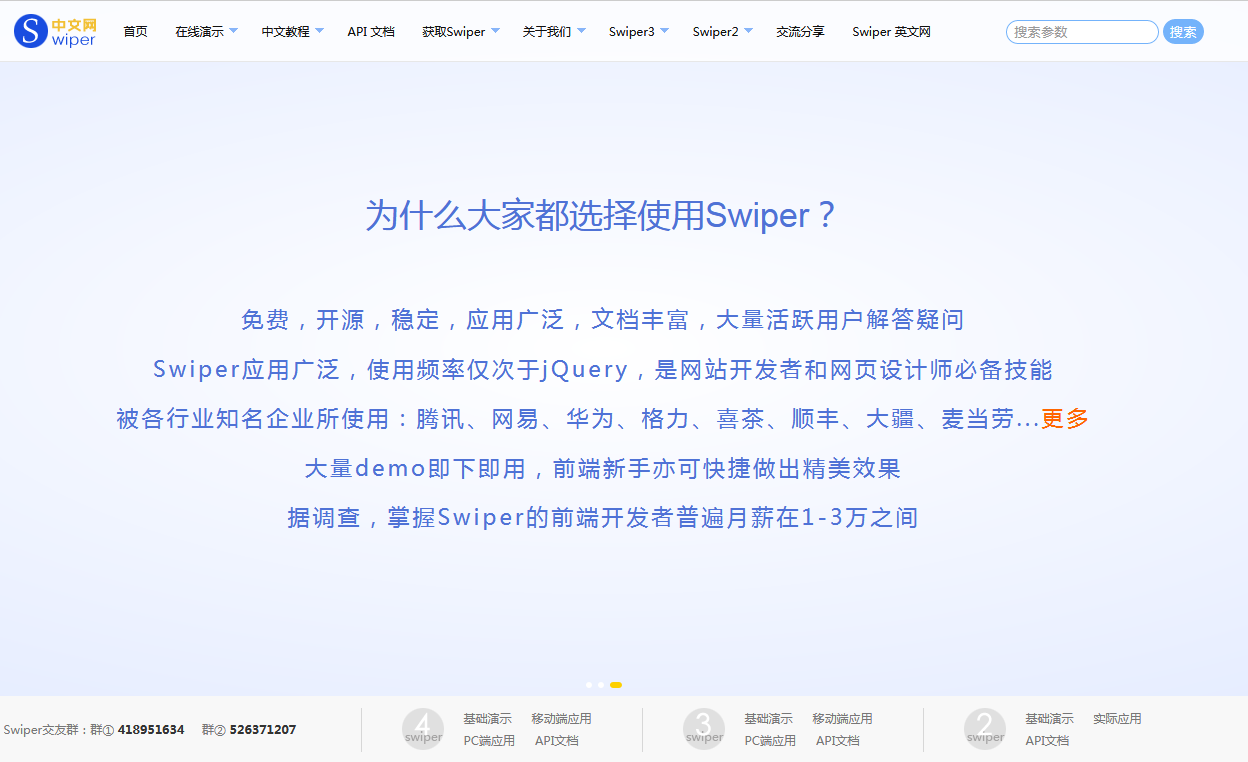 S 中文网
wiper
首页 在线演示 中文教程 API 文档 获取Swiper 关于我们 Swiper3 Swiper2 交流分享 Swiper 英文网 搜索参数 搜索
为什么大家都选择使用Swiper？
免费，开源，稳定，应用广泛，文档丰富，大量活跃用户解答疑问
Swiper应用广泛，使用频率仅次于jQuery，是网站开发者和网页设计师必备技能
被各行业知名企业所使用：腾讯、网易、华为、格力、喜茶、顺丰、大疆、麦当劳...更多
大量demo即下即用，前端新手亦可快捷做出精美效果
据调查，掌握Swiper的前端开发者普遍月薪在1-3万之间
Swiper交友群：群① 418951634 群② 526371207
4
swiper
基础演示 移动端应用
PC端应用 API文档
3
swiper
基础演示 移动端应用
PC端应用 API文档
2
swiper
基础演示 实际应用
API文档